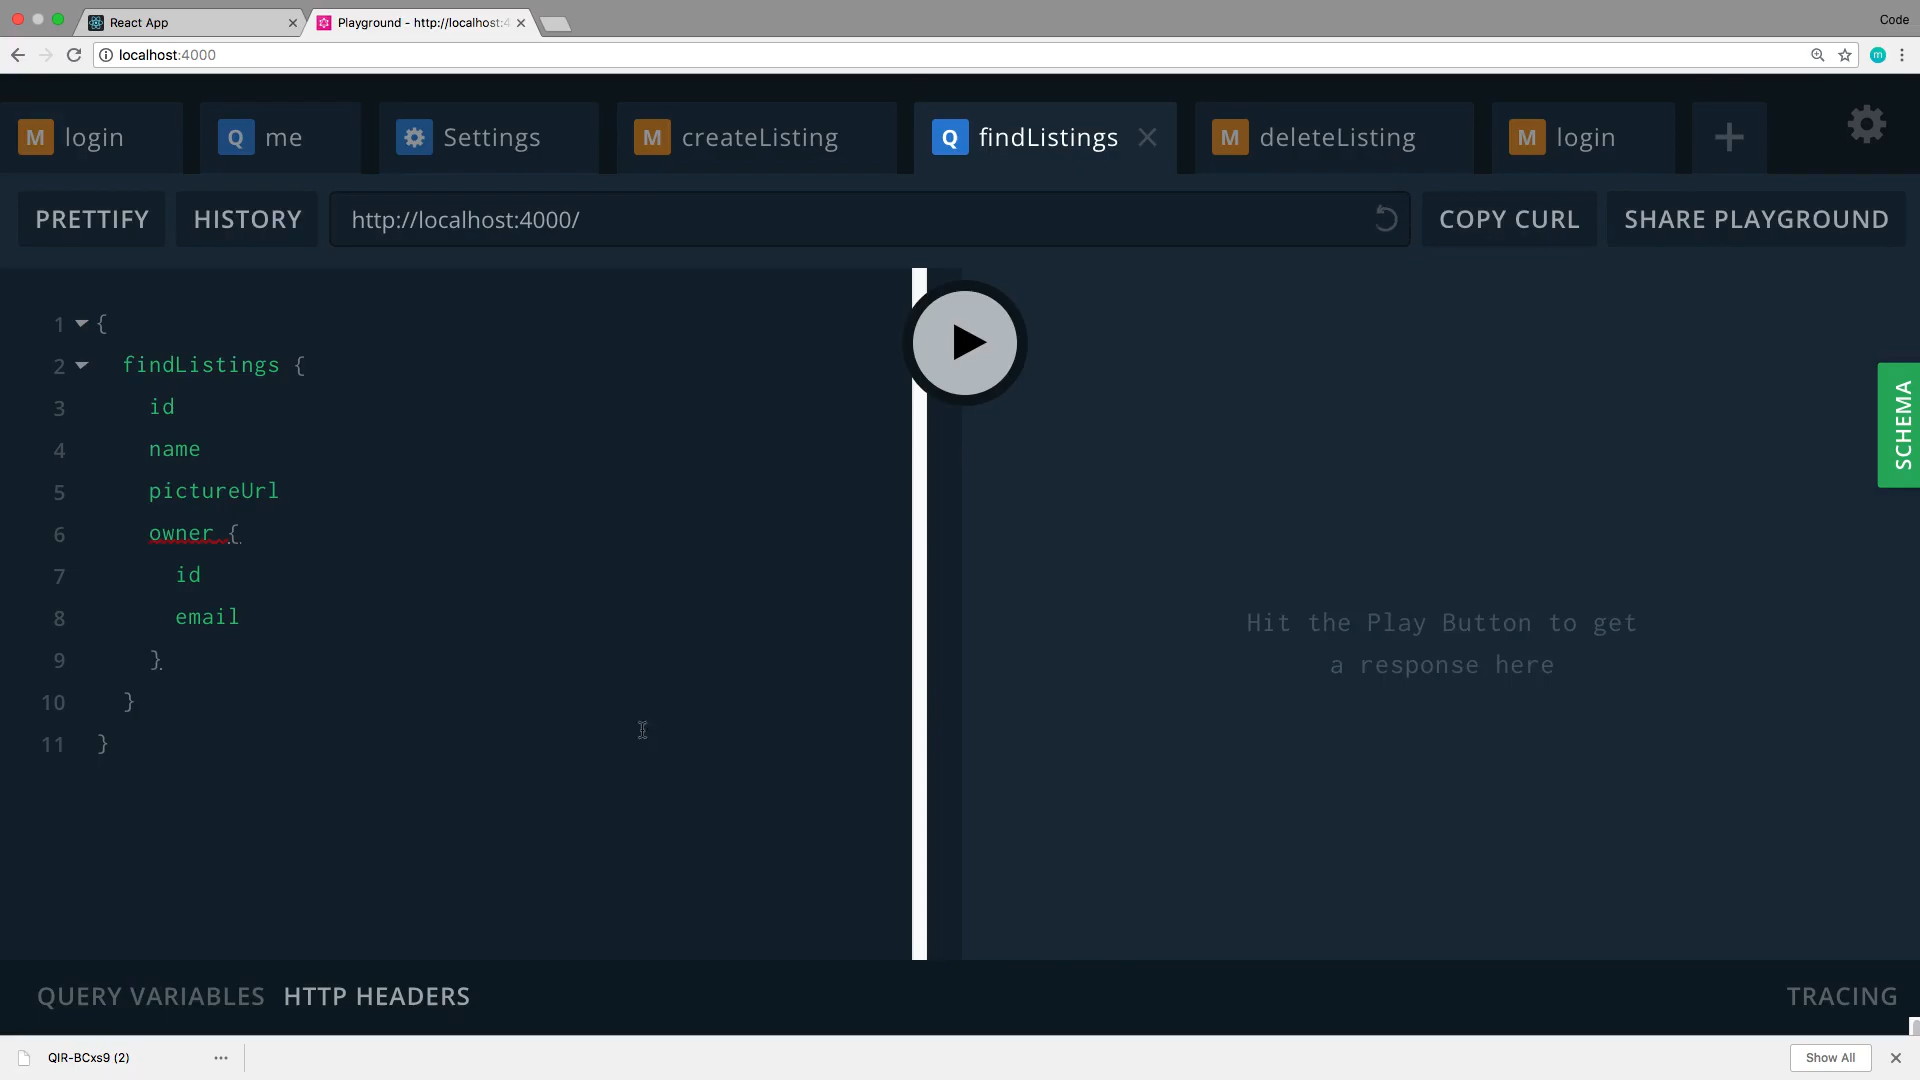 Code
React App
Playground - http://localhost:4
localhost:4000
m
M login
Q me
Settings
M createListing
Q findListings
M deleteListing
M login
PRETTIFY
HISTORY
http://localhost:4000/
COPY CURL
SHARE PLAYGROUND
1 {
2 findListings {
3 id
4 name
5 pictureUrl
6 owner {
7 id
8 email
9 }
10 }
11 }
Hit the Play Button to get
a response here
SCHEMA
QUERY VARIABLES
HTTP HEADERS
TRACING
QIR-BCxs9 (2)
Show All